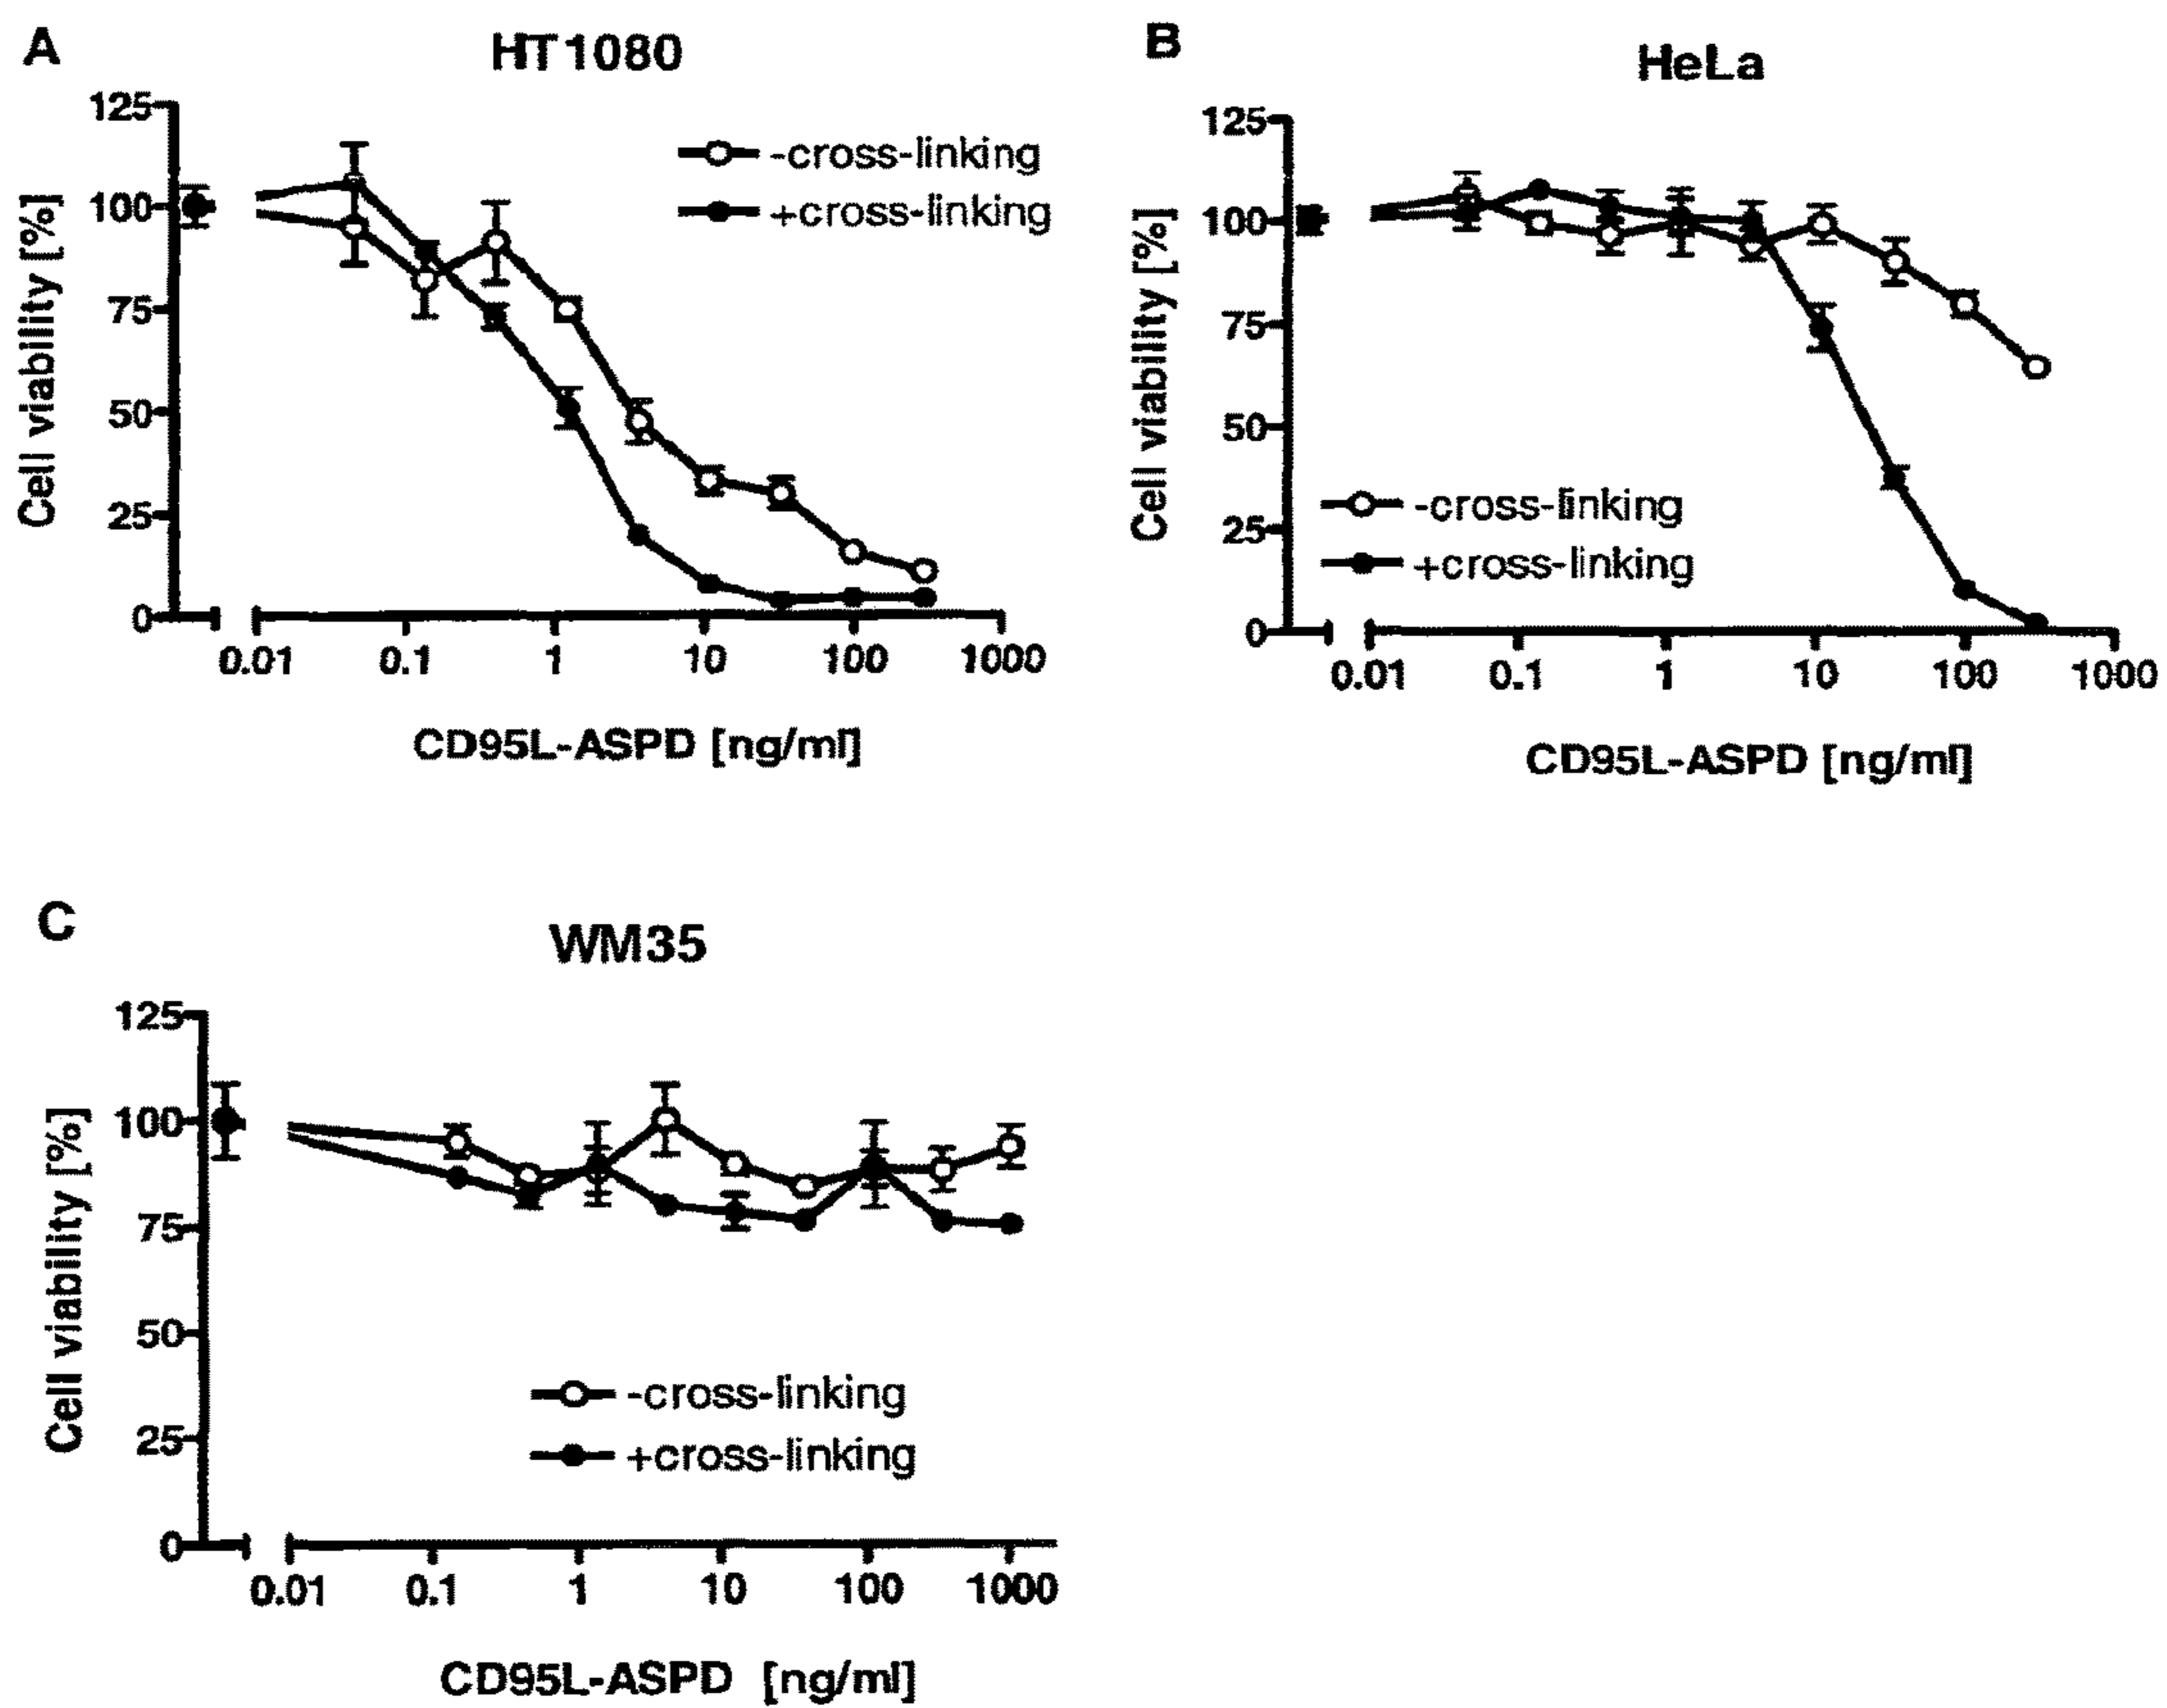 A
HT1080
125
100
75
50
25
0
Cell viability [%]
-cross-linking
+cross-linking
0.01 0.1 1 10 100 1000
CD95L-ASPD [ng/ml]
B
HeLa
125
100
75
50
25
0
Cell viability [%]
-cross-linking
+cross-linking
0.01 0.1 1 10 100 1000
CD95L-ASPD [ng/ml]
C
WM35
125
100
75
50
25
0
Cell viability [%]
-cross-linking
+cross-linking
0.01 0.1 1 10 100 1000
CD95L-ASPD [ng/ml]